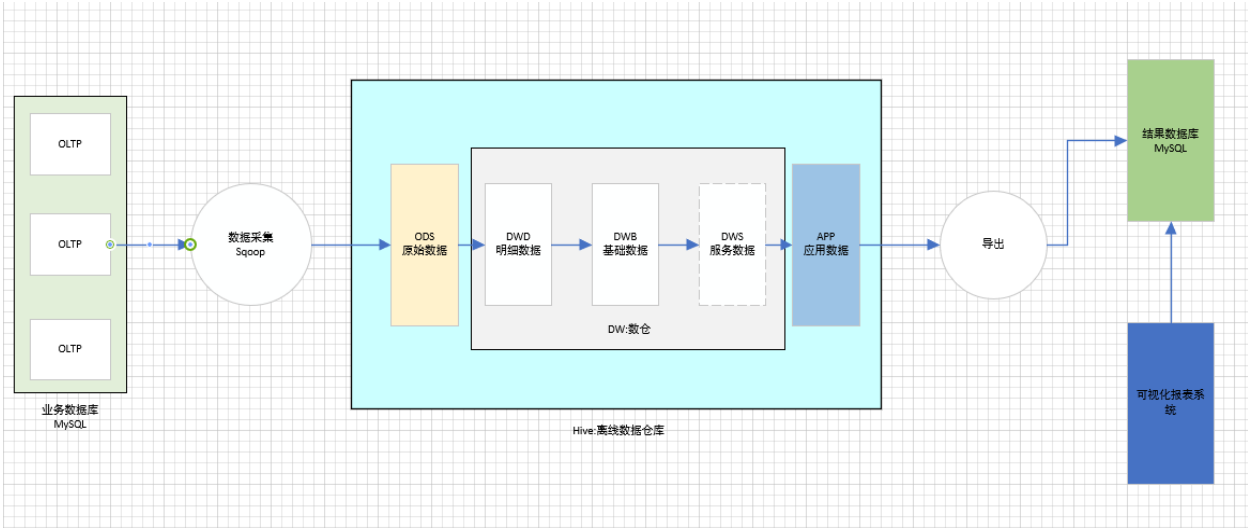 OLTP
OLTP
OLTP
业务数据库
MySQL
数据采集
Sqoop
ODS
原始数据
DWD
明细数据
DWB
基础数据
DWS
服务数据
DW:数仓
APP
应用数据
Hive:离线数据仓库
导出
结果数据库
MySQL
可视化报表系
统